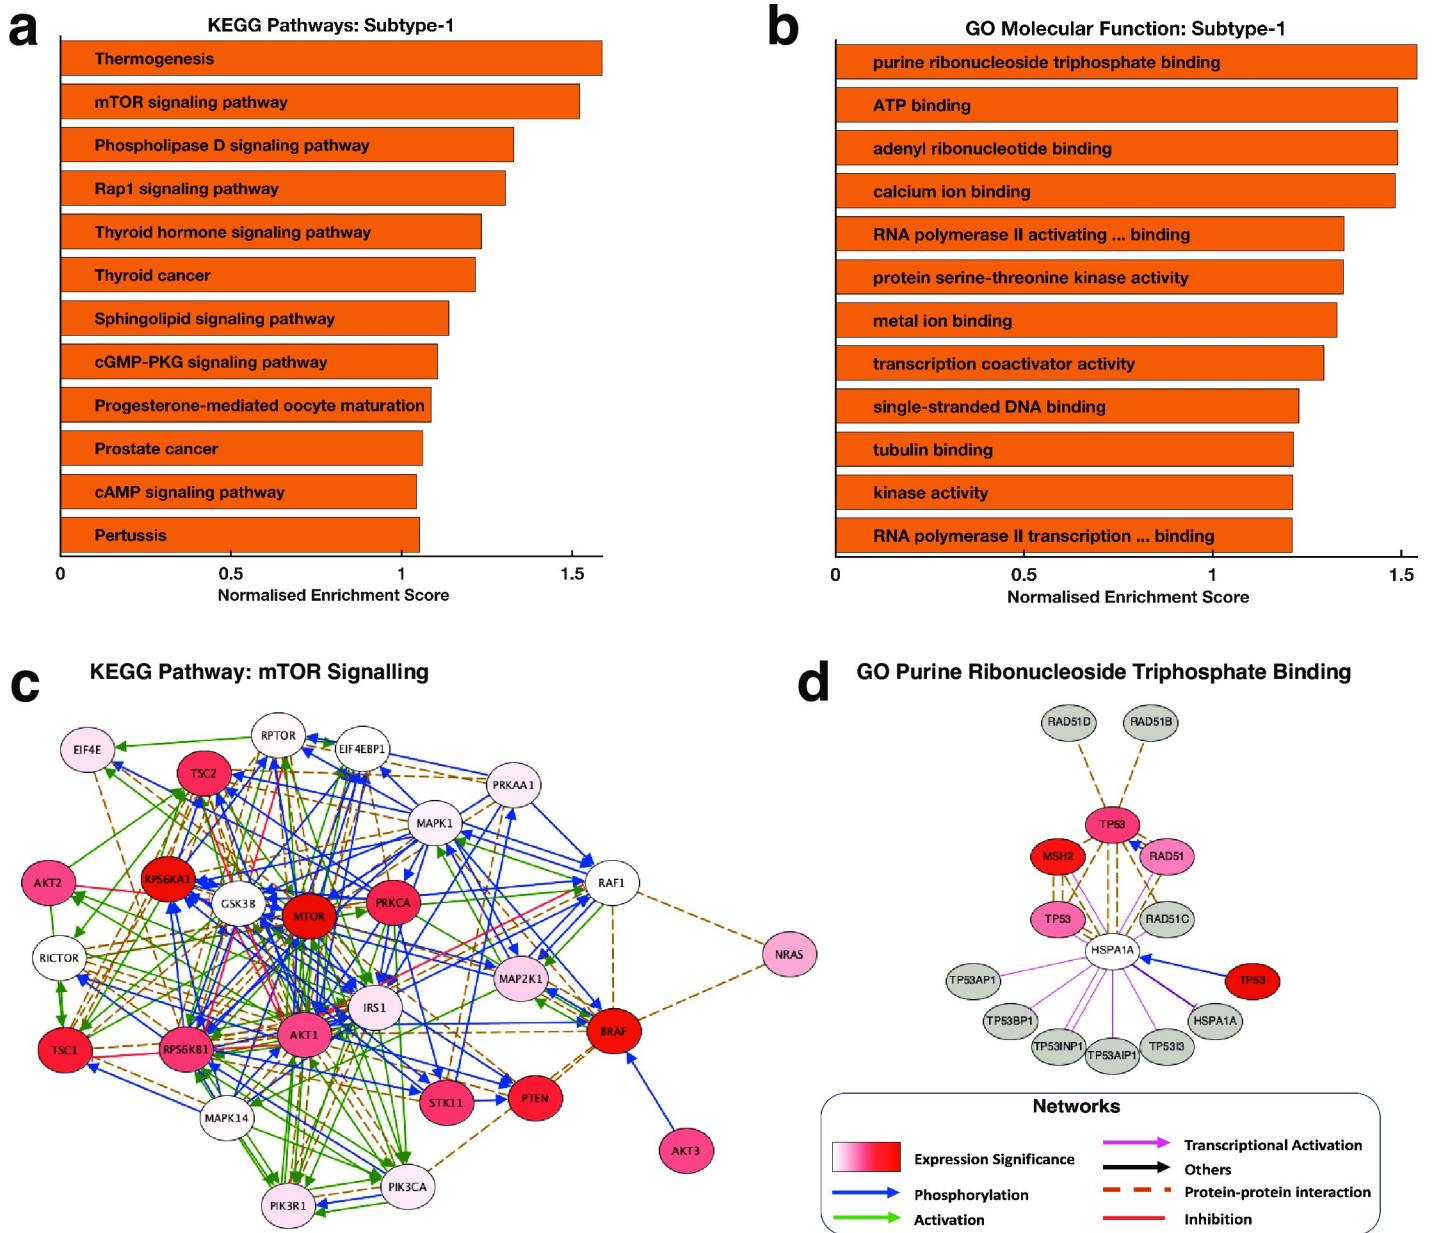 a
KEGG Pathways: Subtype-1
Thermogenesis
mTOR signaling pathway
Phospholipase D signaling pathway
Rap1 signaling pathway
Thyroid hormone signaling pathway
Thyroid cancer
Sphingolipid signaling pathway
cGMP-PKG signaling pathway
Progesterone-mediated oocyte maturation
Prostate cancer
cAMP signaling pathway
Pertussis
0 0.5 1 1.5
Normalised Enrichment Score
b
GO Molecular Function: Subtype-1
purine ribonucleoside triphosphate binding
ATP binding
adenyl ribonucleotide binding
calcium ion binding
RNA polymerase II activating ... binding
protein serine-threonine kinase activity
metal ion binding
transcription coactivator activity
single-stranded DNA binding
tubulin binding
kinase activity
RNA polymerase II transcription ... binding
0 0.5 1 1.5
Normalised Enrichment Score
c
KEGG Pathway: mTOR Signalling
EIF4E
RPTOR
EIF4EBP1
TSC2
PRKAA1
MAPK1
AKT2
RPS6KA1
GSK3B
MTOR
PRKCA
RAF1
RICTOR
NRAS
MAP2K1
IRS1
TSC1
RPS6KB1
AKT1
BRAF
MAPK14
STK11
PTEN
AKT3
PIK3R1
PIK3CA
d
GO Purine Ribonucleoside Triphosphate Binding
RAD51D
RAD51B
TP53
MSH2
RAD51
TP53
RAD51C
HSPA1A
TP53AP1
TP53
TP53BP1
HSPA1A
TP53INP1
TP53AIP1
TP53I3
Networks
Expression Significance
Phosphorylation
Activation
Transcriptional Activation
Others
Protein-protein interaction
Inhibition